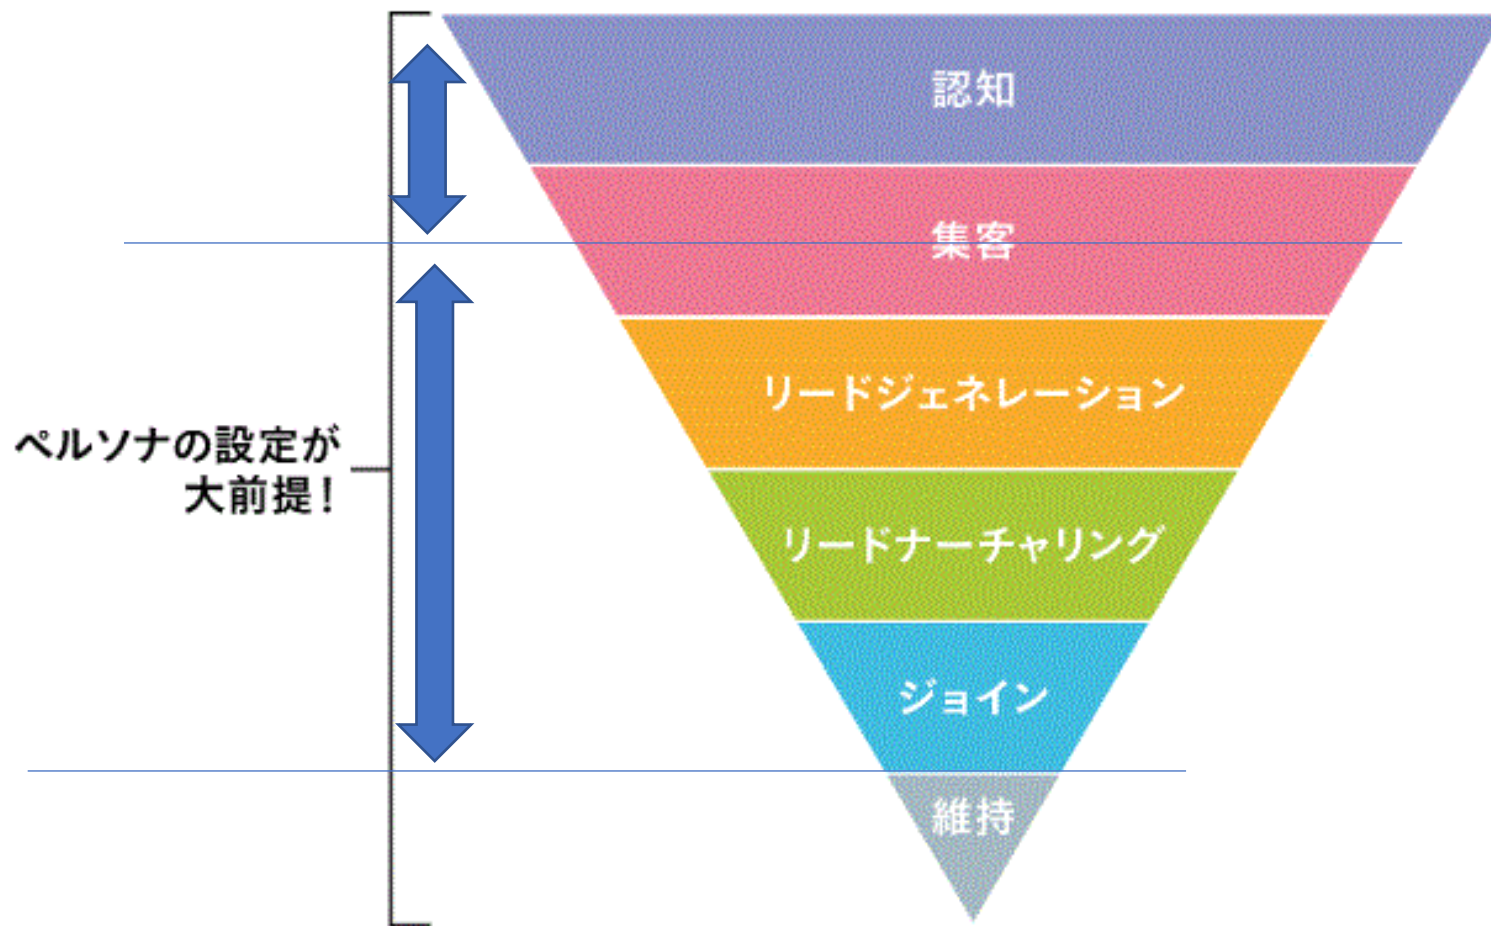 認知
集客
リードジェネレーション
ペルソナの設定が
大前提！
リードナーチャリング
ジョイン
維持